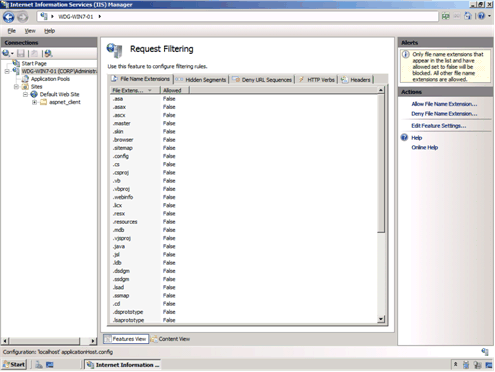 Internet Information Services (IIS) Manager
WDG-WIN7-01
File View Help
Connections
Start Page
WDG-WIN7-01 (CORP\Administra
Application Pools
Sites
Default Web Site
aspnet_client
Request Filtering
Use this feature to configure filtering rules.
File Name Extensions Hidden Segments Deny URL Sequences HTTP Verbs Headers
File Extens... Allowed
.asa False
.asax False
.ascx False
.master False
.skin False
.browser False
.sitemap False
.config False
.cs False
.csproj False
.vb False
.vbproj False
.webinfo False
.licx False
.resx False
.resources False
.mdb False
.vjsproj False
.java False
.jsl False
.ldb False
.dsdgm False
.ssdgm False
.lsad False
.ssmap False
.cd False
.dsprototype False
.lsaprototype False
Features View Content View
Alerts
Only file name extensions that
appear in the list and have
allowed set to false will be
blocked. All other file name
extensions are allowed.
Actions
Allow File Name Extension...
Deny File Name Extension...
Edit Feature Settings...
Help
Online Help
Configuration: 'localhost' applicationHost.config
Start
Internet Information ...